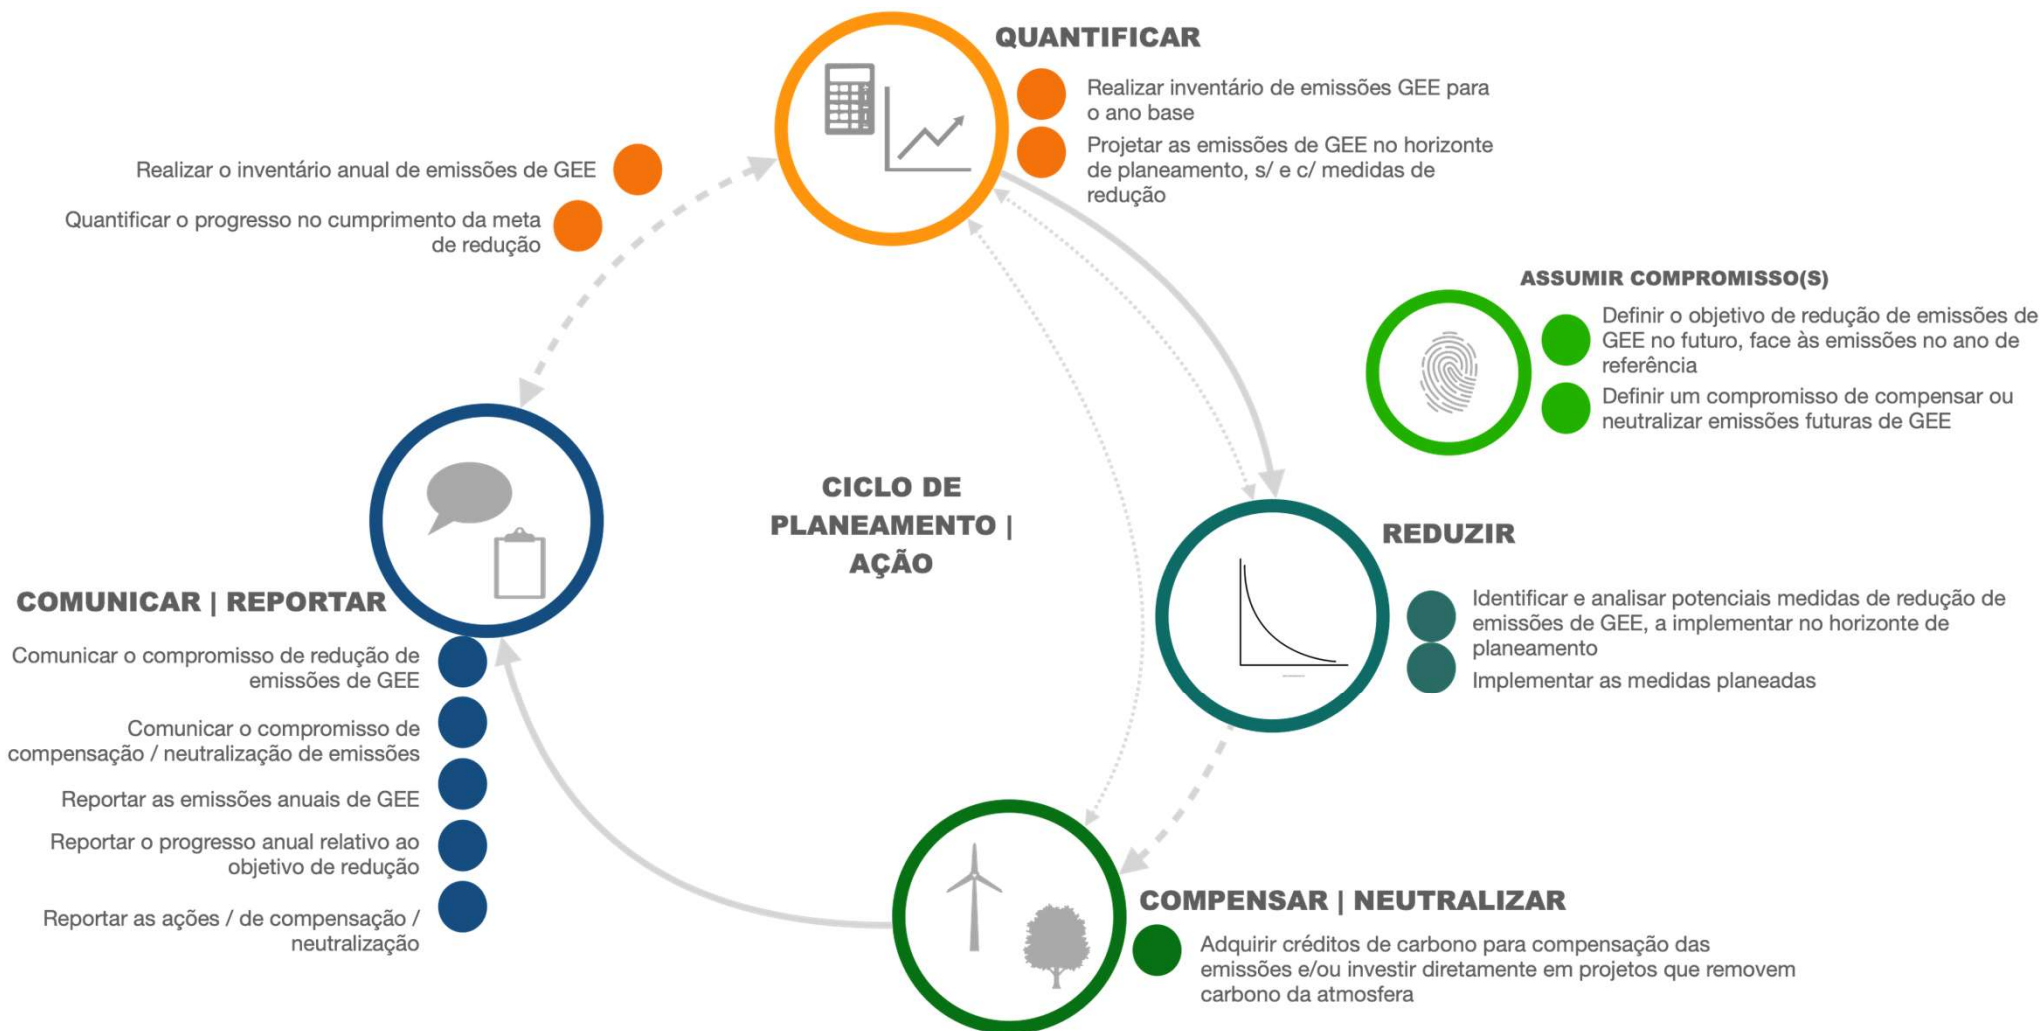 QUANTIFICAR
Realizar inventário de emissões GEE para
o ano base
Projetar as emissões de GEE no horizonte
de planeamento, s/ e c/ medidas de
redução
Realizar o inventário anual de emissões de GEE
Quantificar o progresso no cumprimento da meta
de redução
ASSUMIR COMPROMISSO(S)
Definir o objetivo de redução de emissões de
GEE no futuro, face às emissões no ano de
referência
Definir um compromisso de compensar ou
neutralizar emissões futuras de GEE
CICLO DE
PLANEAMENTO |
AÇÃO
REDUZIR
Identificar e analisar potenciais medidas de redução de
emissões de GEE, a implementar no horizonte de
planeamento
Implementar as medidas planeadas
COMUNICAR | REPORTAR
Comunicar o compromisso de redução de
emissões de GEE
Comunicar o compromisso de
compensação / neutralização de emissões
Reportar as emissões anuais de GEE
Reportar o progresso anual relativo ao
objetivo de redução
Reportar as ações / de compensação /
neutralização
COMPENSAR | NEUTRALIZAR
Adquirir créditos de carbono para compensação das
emissões e/ou investir diretamente em projetos que removem
carbono da atmosfera